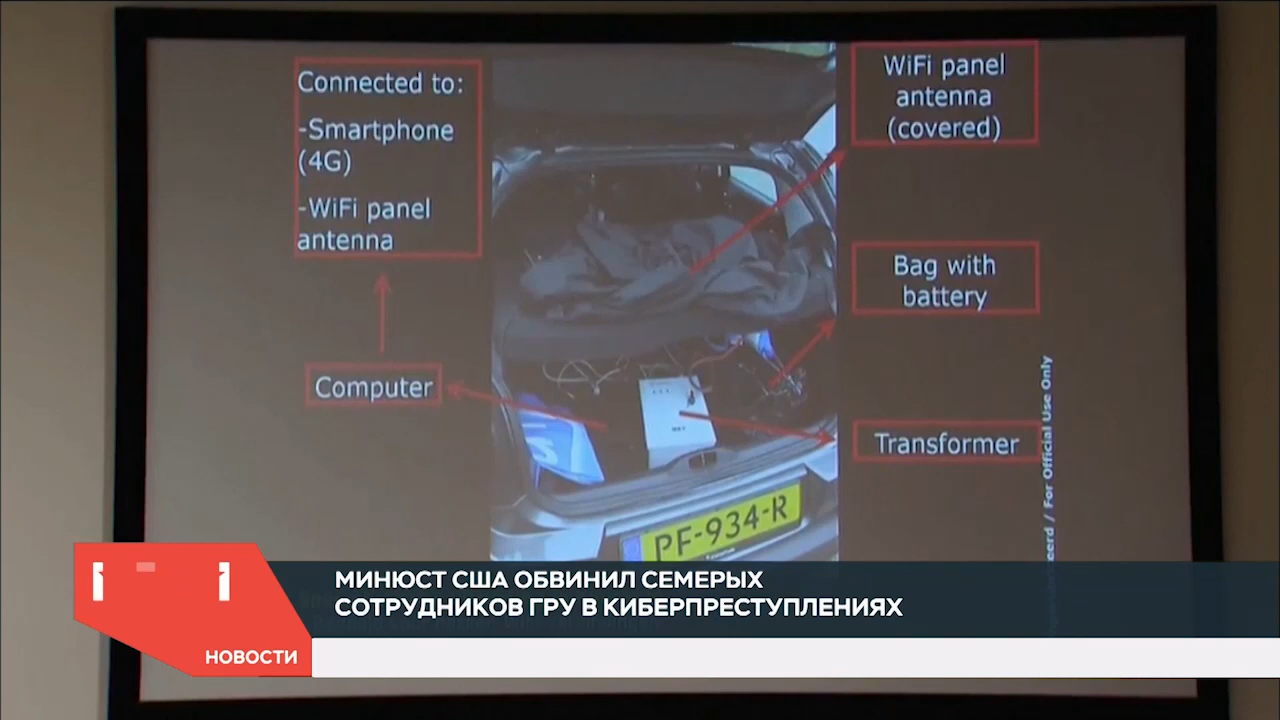 Connected to:
-Smartphone
(4G)
-WiFi panel
antenna
Computer
WiFi panel
antenna
(covered)
Bag with
battery
Transformer
For Official Use Only
PF-934-R
МИНЮСТ США ОБВИНИЛ СЕМЕРЫХ
СОТРУДНИКОВ ГРУ В КИБЕРПРЕСТУПЛЕНИЯХ
НОВОСТИ